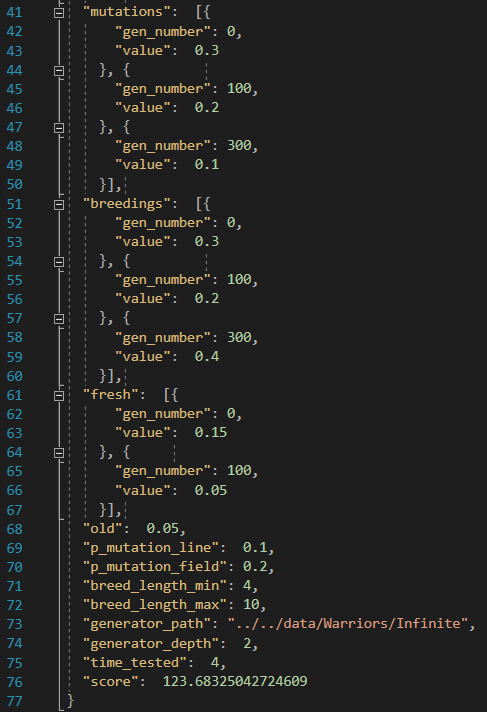 41 "mutations":  [{
42 "gen_number": 0,
43 "value":  0.3
44 }, {
45 "gen_number": 100,
46 "value":  0.2
47 }, {
48 "gen_number": 300,
49 "value":  0.1
50 }],
51 "breedings":  [{
52 "gen_number": 0,
53 "value":  0.3
54 }, {
55 "gen_number": 100,
56 "value":  0.2
57 }, {
58 "gen_number": 300,
59 "value":  0.4
60 }],
61 "fresh":  [{
62 "gen_number": 0,
63 "value":  0.15
64 }, {
65 "gen_number": 100,
66 "value":  0.05
67 }],
68 "old":  0.05,
69 "p_mutation_line":  0.1,
70 "p_mutation_field": 0.2,
71 "breed_length_min": 4,
72 "breed_length_max": 10,
73 "generator_path": "../../data/Warriors/Infinite",
74 "generator_depth":  2,
75 "time_tested":  4,
76 "score":  123.68325042724609
77 }